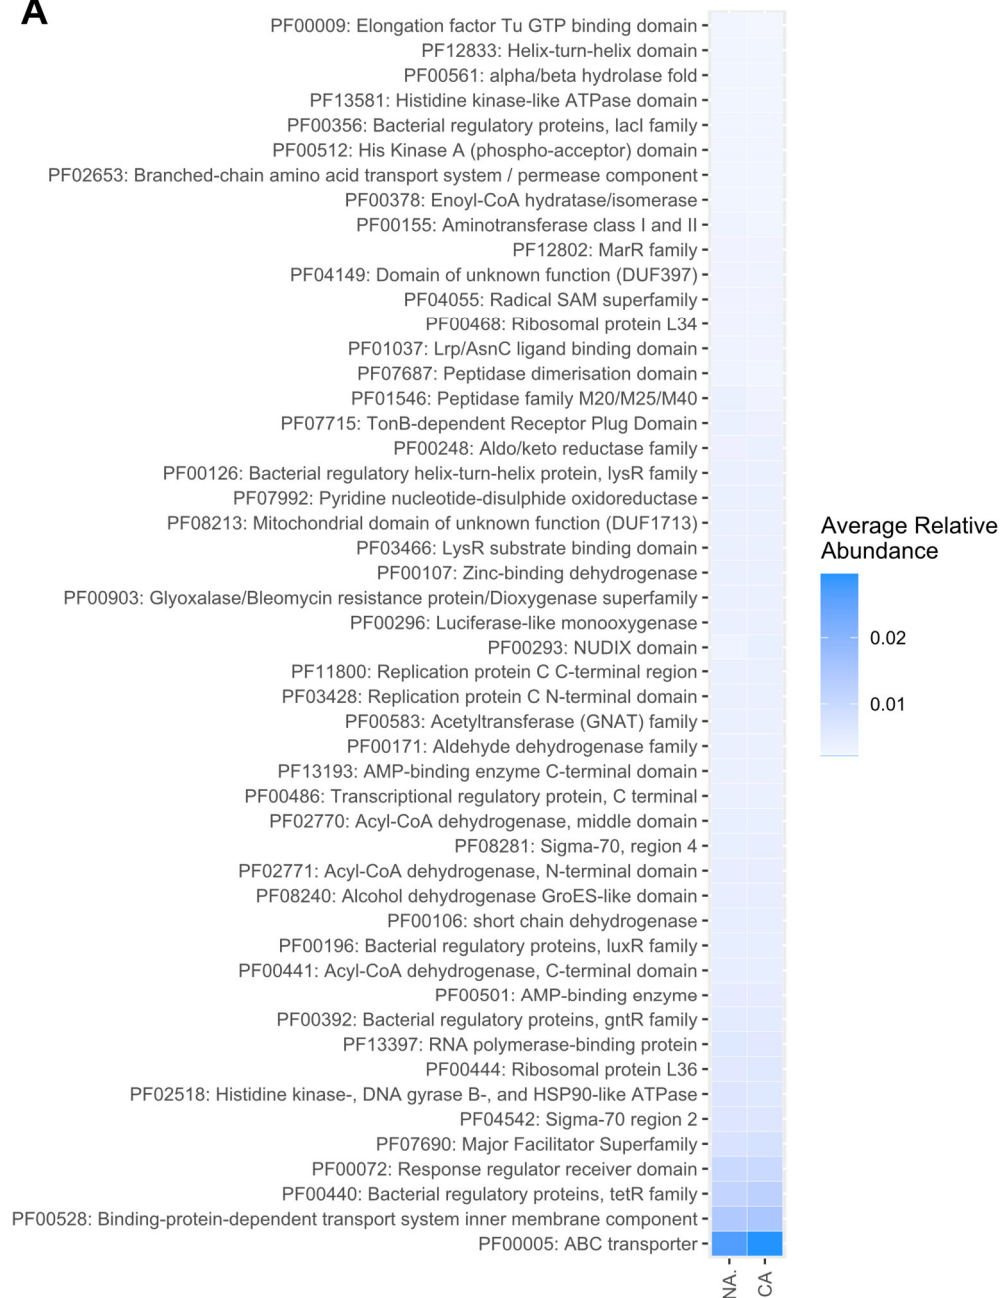 A
PF00009: Elongation factor Tu GTP binding domain
PF12833: Helix-turn-helix domain
PF00561: alpha/beta hydrolase fold
PF13581: Histidine kinase-like ATPase domain
PF00356: Bacterial regulatory proteins, lacI family
PF00512: His Kinase A (phospho-acceptor) domain
PF02653: Branched-chain amino acid transport system / permease component
PF00378: Enoyl-CoA hydratase/isomerase
PF00155: Aminotransferase class I and II
PF12802: MarR family
PF04149: Domain of unknown function (DUF397)
PF04055: Radical SAM superfamily
PF00468: Ribosomal protein L34
PF01037: Lrp/AsnC ligand binding domain
PF07687: Peptidase dimerisation domain
PF01546: Peptidase family M20/M25/M40
PF07715: TonB-dependent Receptor Plug Domain
PF00248: Aldo/keto reductase family
PF00126: Bacterial regulatory helix-turn-helix protein, lysR family
PF07992: Pyridine nucleotide-disulphide oxidoreductase
PF08213: Mitochondrial domain of unknown function (DUF1713)
PF03466: LysR substrate binding domain
PF00107: Zinc-binding dehydrogenase
PF00903: Glyoxalase/Bleomycin resistance protein/Dioxygenase superfamily
PF00296: Luciferase-like monooxygenase
PF00293: NUDIX domain
PF11800: Replication protein C C-terminal region
PF03428: Replication protein C N-terminal domain
PF00583: Acetyltransferase (GNAT) family
PF00171: Aldehyde dehydrogenase family
PF13193: AMP-binding enzyme C-terminal domain
PF00486: Transcriptional regulatory protein, C terminal
PF02770: Acyl-CoA dehydrogenase, middle domain
PF08281: Sigma-70, region 4
PF02771: Acyl-CoA dehydrogenase, N-terminal domain
PF08240: Alcohol dehydrogenase GroES-like domain
PF00106: short chain dehydrogenase
PF00196: Bacterial regulatory proteins, luxR family
PF00441: Acyl-CoA dehydrogenase, C-terminal domain
PF00501: AMP-binding enzyme
PF00392: Bacterial regulatory proteins, gntR family
PF13397: RNA polymerase-binding protein
PF00444: Ribosomal protein L36
PF02518: Histidine kinase-, DNA gyrase B-, and HSP90-like ATPase
PF04542: Sigma-70 region 2
PF07690: Major Facilitator Superfamily
PF00072: Response regulator receiver domain
PF00440: Bacterial regulatory proteins, tetR family
PF00528: Binding-protein-dependent transport system inner membrane component
PF00005: ABC transporter
NA.
CA
Average Relative
Abundance
0.02
0.01